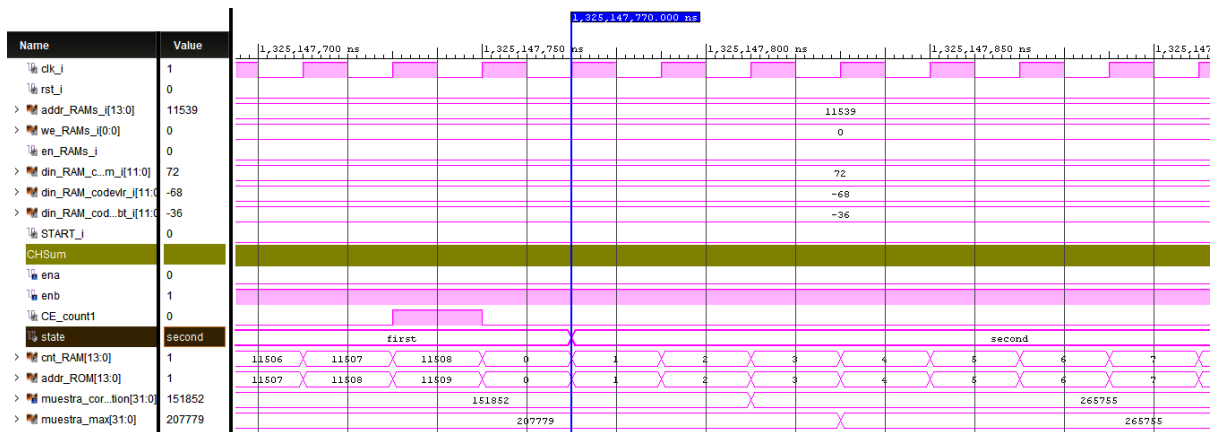 1,325,147,770.000 ns
Name Value 1,325,147,700 ns 1,325,147,750 ns 1,325,147,800 ns 1,325,147,850 ns 1,325,147
clk_i 1
rst_i 0
addr_RAMs_i[13:0] 11539 11539
we_RAMs_i[0:0] 0 0
en_RAMs_i 0
din_RAM_c...m_i[11:0] 72 72
din_RAM_codevlr_i[11:0 -68 -68
din_RAM_cod...bt_i[11:0 -36 -36
START_i 0
CHSum
ena 0
enb 1
CE_count1 0
state second first second
cnt_RAM[13:0] 1 11506 11507 11508 0 1 2 3 4 5 6 7
addr_ROM[13:0] 1 11507 11508 11509 0 1 2 3 4 5 6 7
muestra_cor...tion[31:0] 151852 151852 265755
muestra_max[31:0] 207779 207779 265755